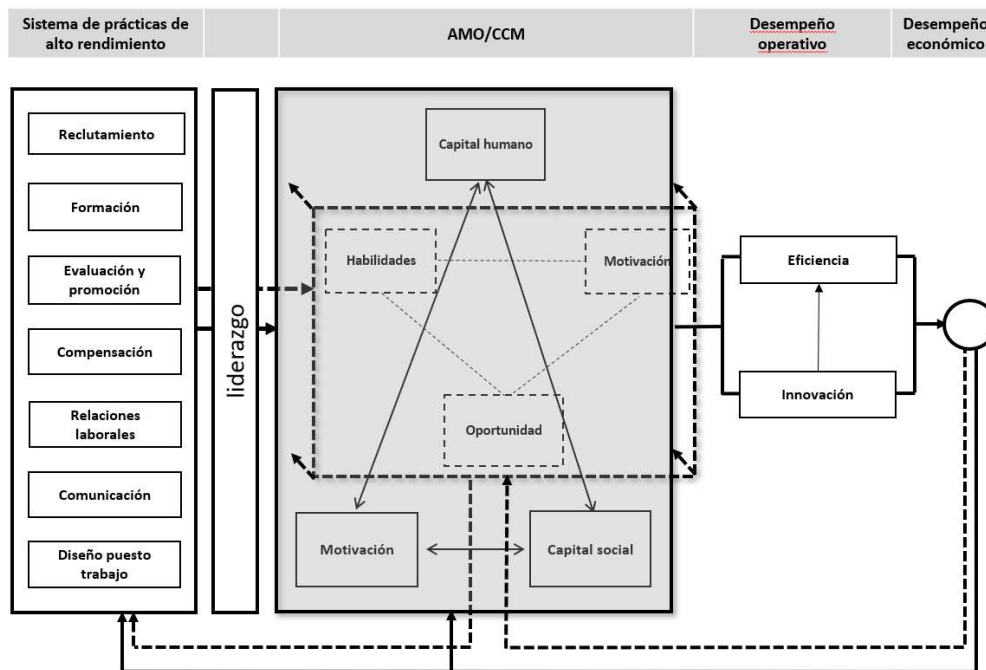 Sistema de prácticas de
alto rendimiento
AMO/CCM
Desempeño
operativo
Desempeño
económico
Reclutamiento
Formación
Evaluación y
promoción
Compensación
Relaciones
laborales
Comunicación
Diseño puesto
trabajo
liderazgo
Capital humano
Habilidades
Motivación
Oportunidad
Motivación
Capital social
Eficiencia
Innovación